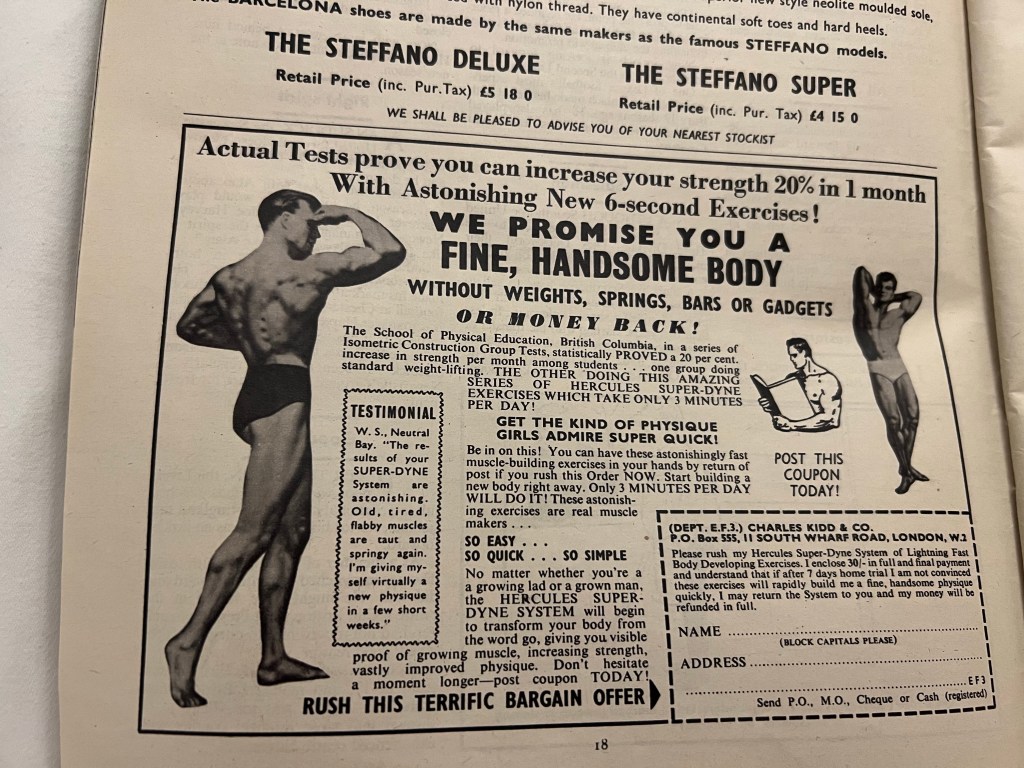 style neolite moulded sole,
with nylon thread. They have continental soft toes and hard heels.
BARCELONA shoes are made by the same makers as the famous STEFFANO models.
THE STEFFANO DELUXE
Retail Price (inc. Pur.Tax) £5 18 0
THE STEFFANO SUPER
Retail Price (inc. Pur. Tax) £4 15 0
WE SHALL BE PLEASED TO ADVISE YOU OF YOUR NEAREST STOCKIST
Actual Tests prove you can increase your strength 20% in 1 month
With Astonishing New 6-second Exercises!
WE PROMISE YOU A
FINE, HANDSOME BODY
WITHOUT WEIGHTS, SPRINGS, BARS OR GADGETS
OR MONEY BACK!
The School of Physical Education, British Columbia, in a series of
Isometric Construction Group Tests, statistically PROVED a 20 per cent.
increase in strength per month among students . . . one group doing
standard weight-lifting. THE OTHER DOING THIS AMAZING
SERIES OF HERCULES SUPER-DYNE
EXERCISES WHICH TAKE ONLY 3 MINUTES
PER DAY!
GET THE KIND OF PHYSIQUE
GIRLS ADMIRE SUPER QUICK!
Be in on this! You can have these astonishingly fast
muscle-building exercises in your hands by return of
post if you rush this Order NOW. Start building a
new body right away. Only 3 MINUTES PER DAY
WILL DO IT! These astonish-
ing exercises are real muscle
makers . . .
SO EASY . . .
SO QUICK . . . SO SIMPLE
No matter whether you're a
a growing lad or a grown man,
the HERCULES SUPER-
DYNE SYSTEM will begin
to transform your body from
the word go, giving you visible
proof of growing muscle, increasing strength,
vastly improved physique. Don't hesitate
a moment longer—post coupon TODAY!
RUSH THIS TERRIFIC BARGAIN OFFER
TESTIMONIAL
W. S., Neutral
Bay. "The re-
sults of your
SUPER-DYNE
System are
astonishing.
Old, tired,
flabby muscles
are taut and
springy again.
I'm giving my-
self virtually a
new physique
in a few short
weeks."
POST THIS
COUPON
TODAY!
(DEPT. E.F.3.) CHARLES KIDD & CO.
P.O. Box 555, 11 SOUTH WHARF ROAD, LONDON, W.2
Please rush my Hercules Super-Dyne System of Lightning Fast
Body Developing Exercises. I enclose 30/- in full and final payment
and understand that if after 7 days home trial I am not convinced
these exercises will rapidly build me a fine, handsome physique
quickly, I may return the System to you and my money will be
refunded in full.
NAME ..............................
(BLOCK CAPITALS PLEASE)
ADDRESS ..............................
.............................. EF3
Send P.O., M.O., Cheque or Cash (registered)
18